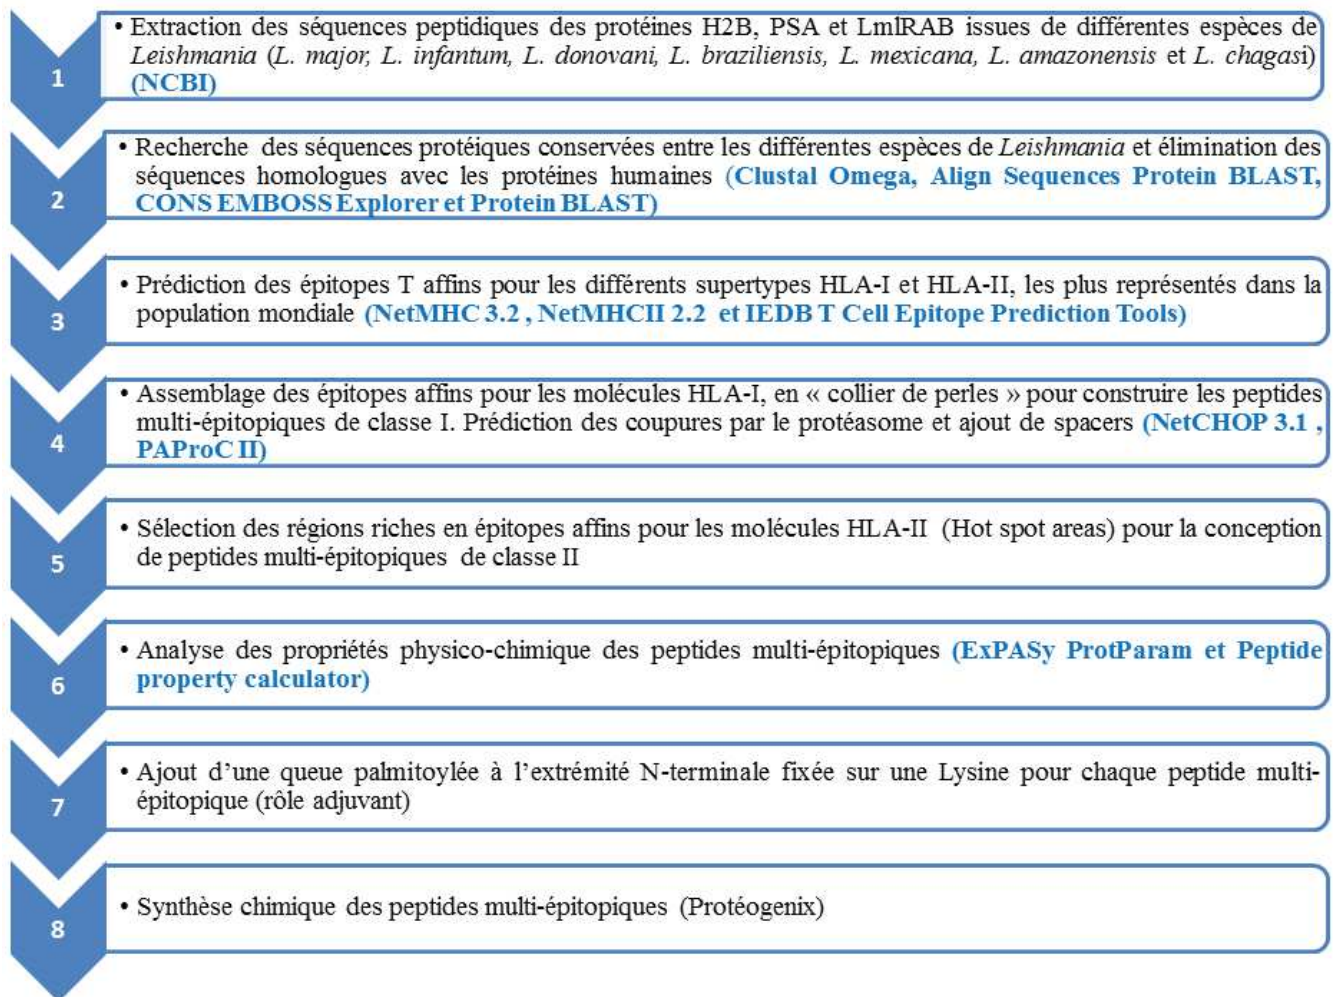 • Extraction des séquences peptidiques des protéines H2B, PSA et LmlRAB issues de différentes espèces de
Leishmania (L. major, L. infantum, L. donovani, L. braziliensis, L. mexicana, L. amazonensis et L. chagasi)
(NCBI)
1
• Recherche des séquences protéiques conservées entre les différentes espèces de Leishmania et élimination des
séquences homologues avec les protéines humaines (Clustal Omega, Align Sequences Protein BLAST,
CONS EMBOSS Explorer et Protein BLAST)
2
• Prédiction des épitopes T affins pour les différents supertypes HLA-I et HLA-II, les plus représentés dans la
population mondiale (NetMHC 3.2 , NetMHCII 2.2 et IEDB T Cell Epitope Prediction Tools)
3
• Assemblage des épitopes affins pour les molécules HLA-I, en « collier de perles » pour construire les peptides
multi-épitopiques de classe I. Prédiction des coupures par le protéasome et ajout de spacers (NetCHOP 3.1 ,
PAProC II)
4
• Sélection des régions riches en épitopes affins pour les molécules HLA-II (Hot spot areas) pour la conception
de peptides multi-épitopiques de classe II
5
• Analyse des propriétés physico-chimique des peptides multi-épitopiques (ExPASy ProtParam et Peptide
property calculator)
6
• Ajout d’une queue palmitoylée à l’extrémité N-terminale fixée sur une Lysine pour chaque peptide multi-
épitopique (rôle adjuvant)
7
• Synthèse chimique des peptides multi-épitopiques (Protéogenix)
8